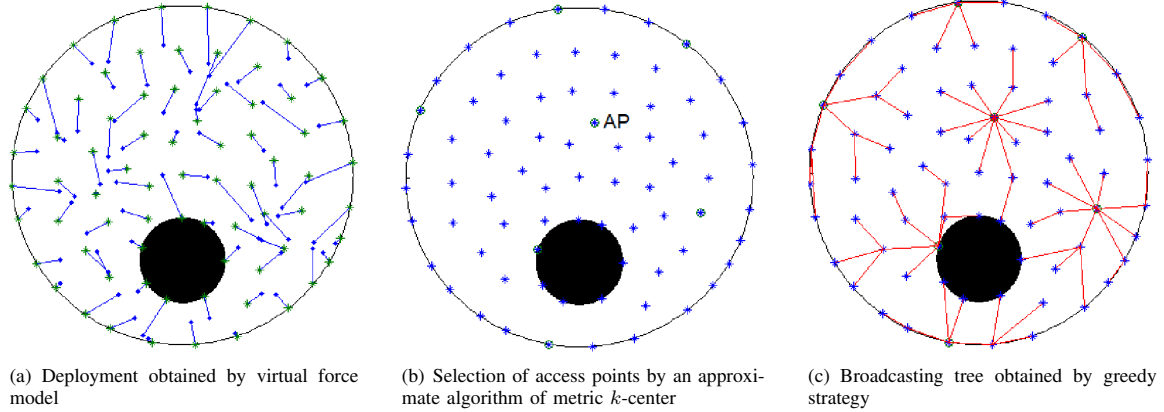 AP
(a) Deployment obtained by virtual force
model
(b) Selection of access points by an approxi-
mate algorithm of metric k-center
(c) Broadcasting tree obtained by greedy
strategy